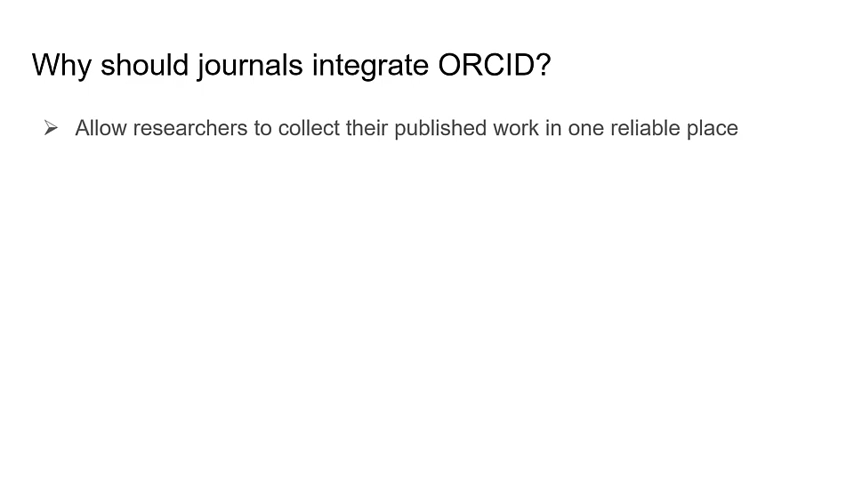 Why should journals integrate ORCID?
➢ Allow researchers to collect their published work in one reliable place